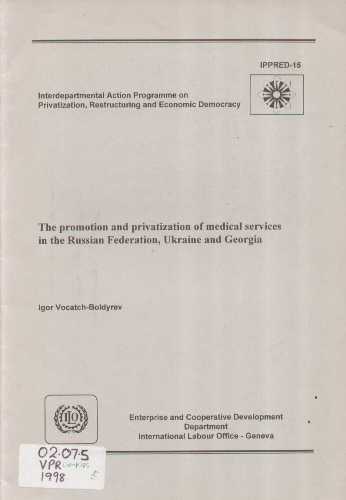 IPPRED-15
Interdepartmental Action Programme on
Privatization, Restructuring and Economic Democracy
The promotion and privatization of medical services
in the Russian Federation, Ukraine and Georgia
Igor Vocatch-Boldyrev
Enterprise and Cooperative Development
Department
International Labour Office - Geneva
02.07.5
VPR
1998